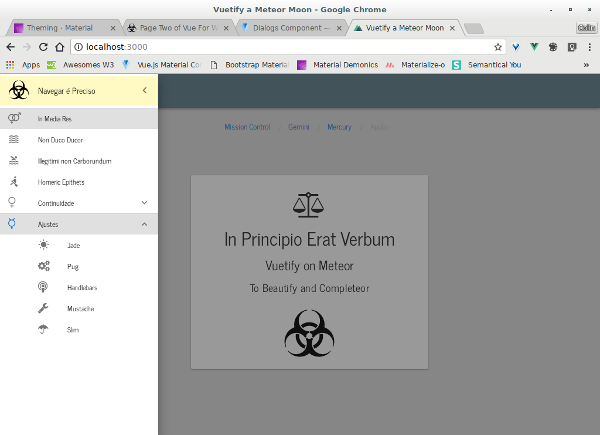 Vuetify a Meteor Moon - Google Chrome
Theming · Material
Page Two of Vue For W
Dialogs Component —
Vuetify a Meteor Moon
localhost:3000
Apps
Awesomes W3
Vue.js Material Co
Bootstrap Material
Material Demonics
Materialize-o
Semantical You
»
Navegar é Preciso
In Media Res
Non Duco Ducor
Illegitimi non Carborundum
Homeric Epithets
Continuidade
Ajustes
Jade
Pug
Handlebars
Mustache
Slim
Mission Control / Gemini / Mercury /
In Principio Erat Verbum
Vuetify on Meteor
To Beautify and Completeor